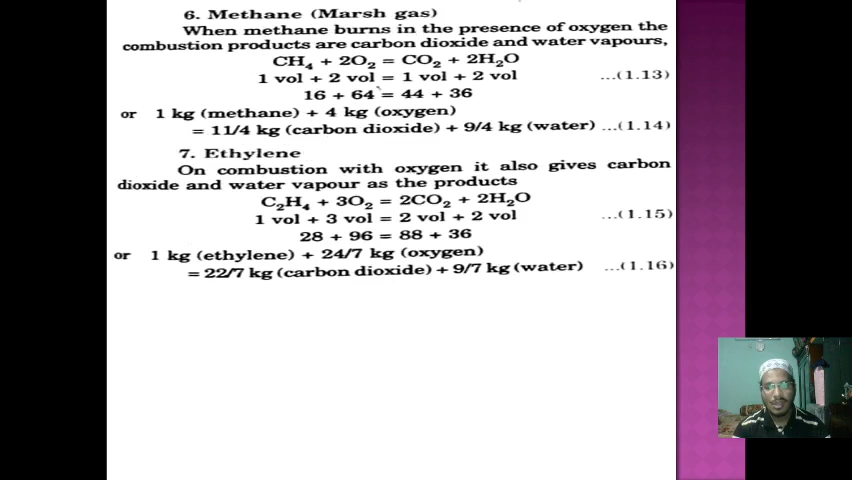 6. Methane (Marsh gas)
When methane burns in the presence of oxygen the
combustion products are carbon dioxide and water vapours,
CH₄ + 2O₂ = CO₂ + 2H₂O
1 vol + 2 vol = 1 vol + 2 vol ...(1.13)
16 + 64 = 44 + 36
or 1 kg (methane) + 4 kg (oxygen)
= 11/4 kg (carbon dioxide) + 9/4 kg (water) ...(1.14)
7. Ethylene
On combustion with oxygen it also gives carbon
dioxide and water vapour as the products
C₂H₄ + 3O₂ = 2CO₂ + 2H₂O
1 vol + 3 vol = 2 vol + 2 vol ...(1.15)
28 + 96 = 88 + 36
or 1 kg (ethylene) + 24/7 kg (oxygen)
= 22/7 kg (carbon dioxide) + 9/7 kg (water) ...(1.16)